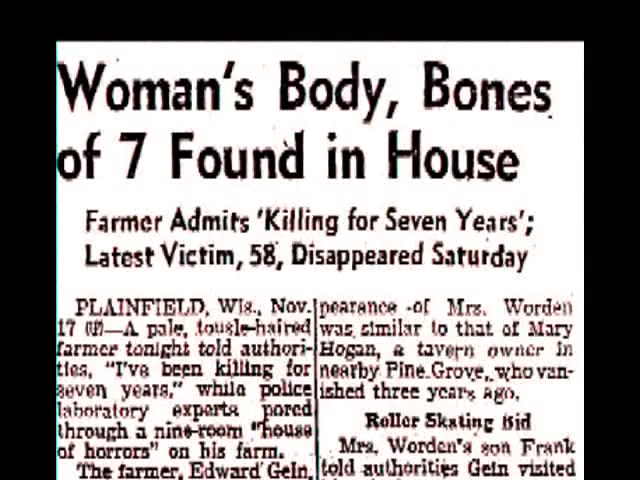 Woman's Body, Bones
of 7 Found in House
Farmer Admits 'Killing for Seven Years';
Latest Victim, 58, Disappeared Saturday
PLAINFIELD, Wis., Nov.
17 (P)—A pale, tousle-haired
farmer tonight told authori-
ties, "I've been killing for
seven years," while police
laboratory experts pored
through a nine-room "house
of horrors" on his farm.
The farmer, Edward Gein,
pearance of Mrs. Worden
was similar to that of Mary
Hogan, a tavern owner in
nearby Pine Grove, who van-
ished three years ago.
Roller Skating Bid
Mrs. Worden's son Frank
told authorities Gein visited